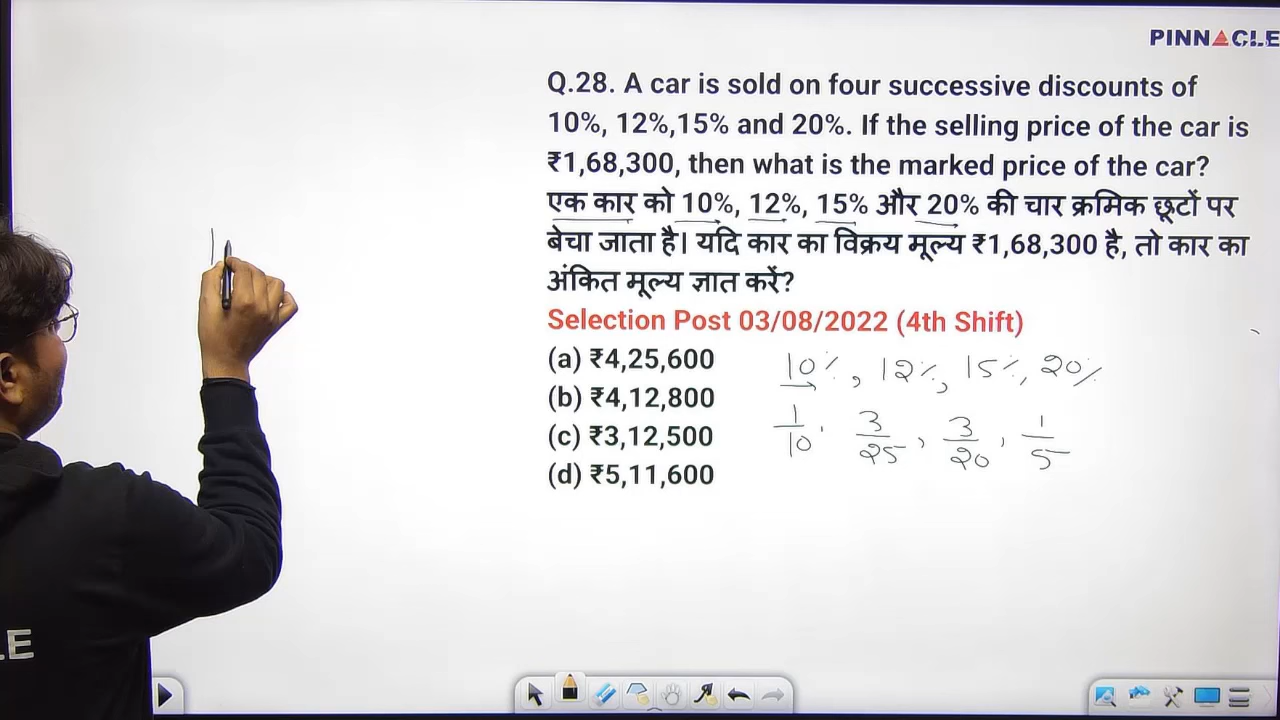 PINNACLE
Q.28. A car is sold on four successive discounts of
10%, 12%,15% and 20%. If the selling price of the car is
₹1,68,300, then what is the marked price of the car?
एक कार को 10%, 12%, 15% और 20% की चार क्रमिक छूटों पर
बेचा जाता है। यदि कार का विक्रय मूल्य ₹1,68,300 है, तो कार का
अंकित मूल्य ज्ञात करें?
Selection Post 03/08/2022 (4th Shift)
(a) ₹4,25,600
(b) ₹4,12,800
(c) ₹3,12,500
(d) ₹5,11,600
10%, 12%, 15%, 20%
1/10, 3/25, 3/20, 1/5
LE